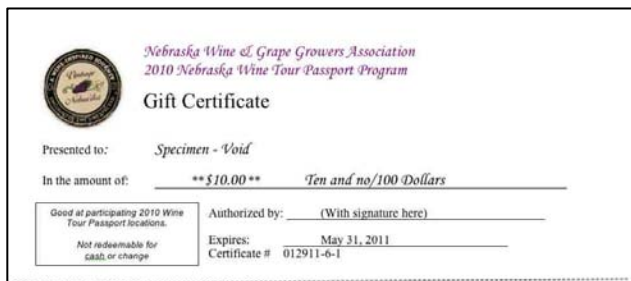 Nebraska Wine & Grape Growers Association
2010 Nebraska Wine Tour Passport Program
Gift Certificate
Vintage
Nebraska
Presented to: Specimen - Void
In the amount of: **$10.00** Ten and no/100 Dollars
Good at participating 2010 Wine
Tour Passport locations.
Not redeemable for
cash or change
Authorized by: (With signature here)
Expires: May 31, 2011
Certificate # 012911-6-1